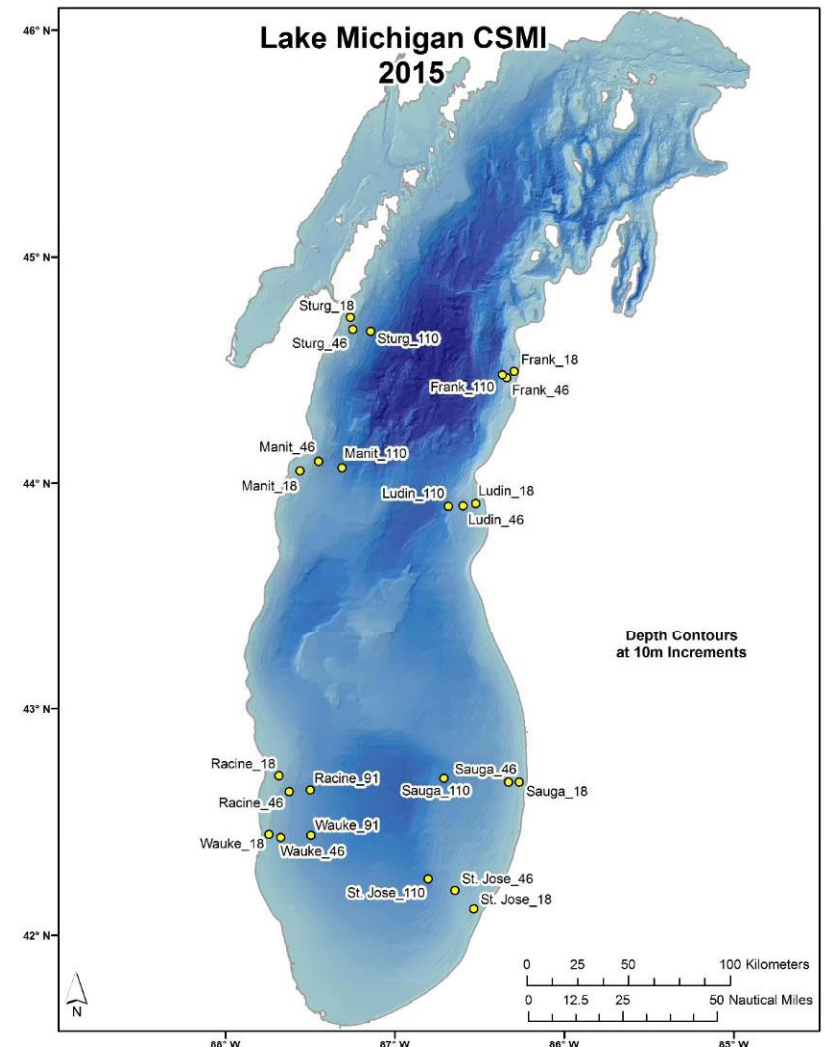 Lake Michigan CSMI
2015
46° N
45° N
Sturg_18
Sturg_46
Sturg_110
Frank_18
Frank_110
Frank_46
Manit_46
Manit_110
Manit_18
44° N
Ludin_110
Ludin_18
Ludin_46
Depth Contours
at 10m Increments
43° N
Racine_18
Racine_91
Racine_46
Sauga_46
Sauga_110
Sauga_18
Wauke_91
Wauke_18
Wauke_46
St. Jose_46
St. Jose_110
St. Jose_18
42° N
0 25 50 100 Kilometers
0 12.5 25 50 Nautical Miles
N
88° W 87° W 86° W 85° W